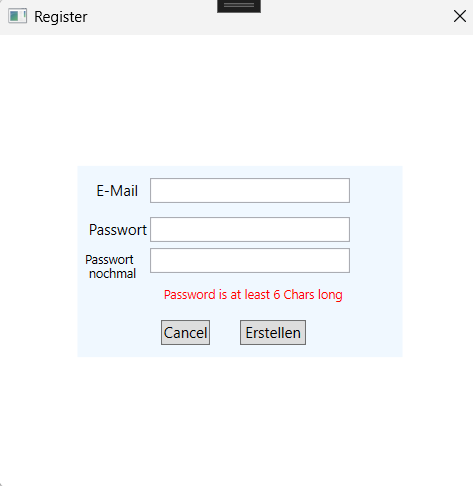 Register
E-Mail
Passwort
Passwort
nochmal
Password is at least 6 Chars long
Cancel
Erstellen